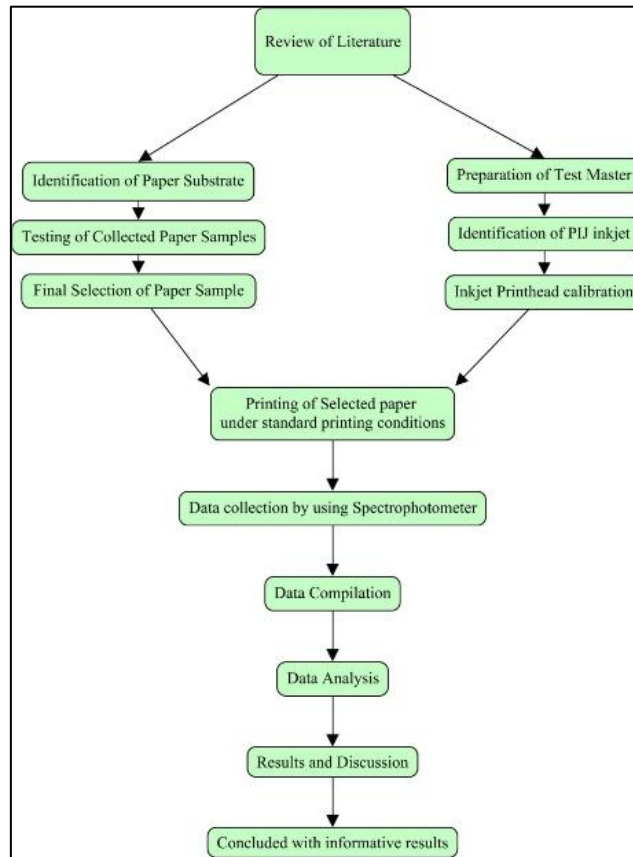 Review of Literature
Identification of Paper Substrate
Testing of Collected Paper Samples
Final Selection of Paper Sample
Preparation of Test Master
Identification of PIJ inkjet
Inkjet Printhead calibration
Printing of Selected paper
under standard printing conditions
Data collection by using Spectrophotometer
Data Compilation
Data Analysis
Results and Discussion
Concluded with informative results